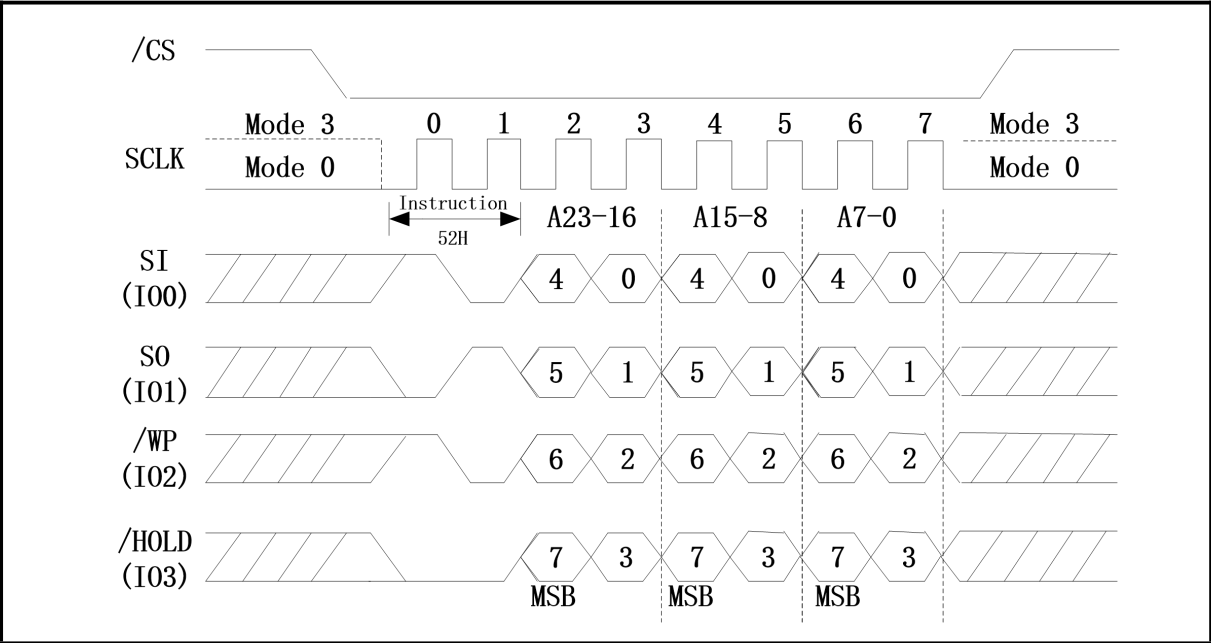 /CS
Mode 3 0 1 2 3 4 5 6 7 Mode 3
SCLK
Mode 0 Mode 0
Instruction
A23-16 A15-8 A7-0
52H
SI
(IO0)
4 0 4 0 4 0
SO
(IO1)
5 1 5 1 5 1
/WP
(IO2)
6 2 6 2 6 2
/HOLD
(IO3)
7 3 7 3 7 3
MSB MSB MSB